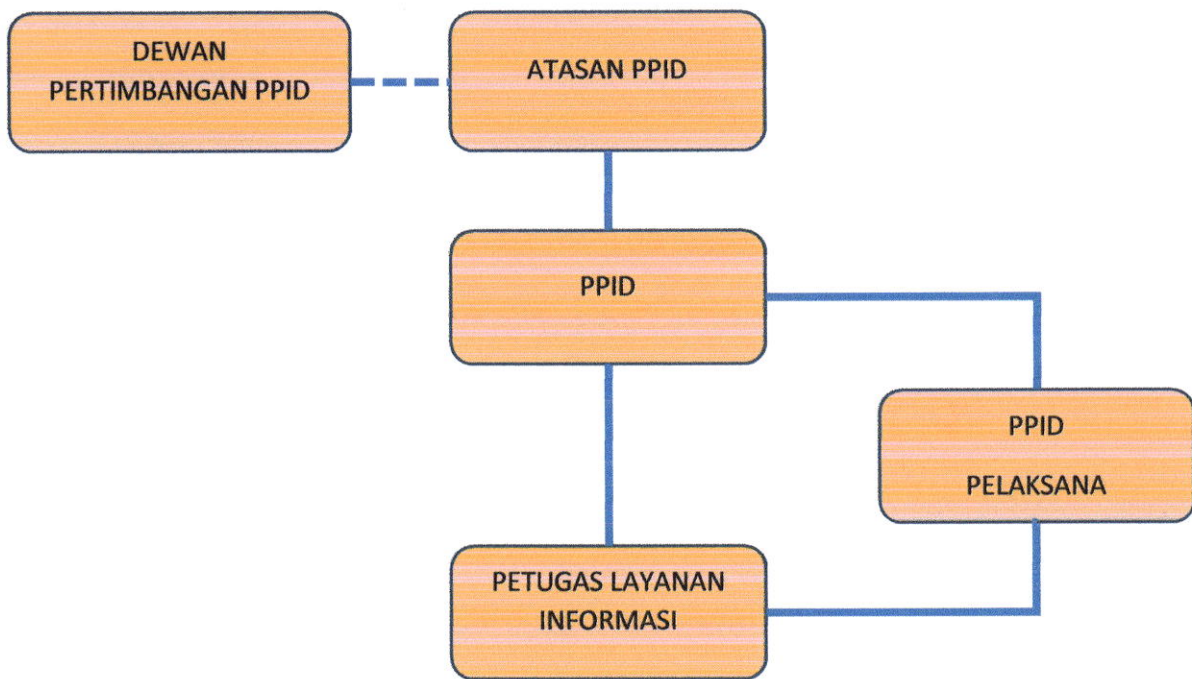 DEWAN
PERTIMBANGAN PPID
ATASAN PPID
PPID
PPID
PELAKSANA
PETUGAS LAYANAN
INFORMASI